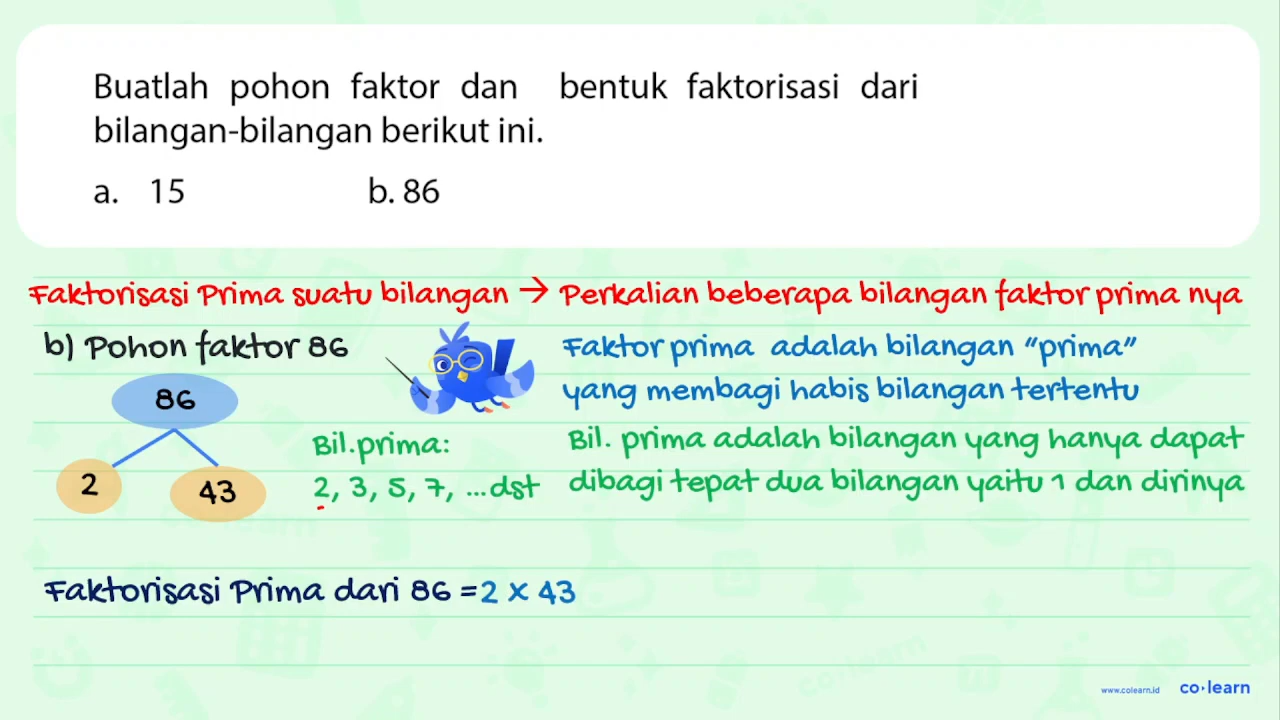 Buatlah pohon faktor dan bentuk faktorisasi dari
bilangan-bilangan berikut ini.
a. 15 b. 86
Faktorisasi Prima suatu bilangan → Perkalian beberapa bilangan faktor prima nya
b) Pohon faktor 86
86
2 43
Bil.prima:
2, 3, 5, 7, ...dst
Faktor prima adalah bilangan "prima"
yang membagi habis bilangan tertentu
Bil. prima adalah bilangan yang hanya dapat
dibagi tepat dua bilangan yaitu 1 dan dirinya
Faktorisasi Prima dari 86 = 2 x 43
www.colearn.id co·learn